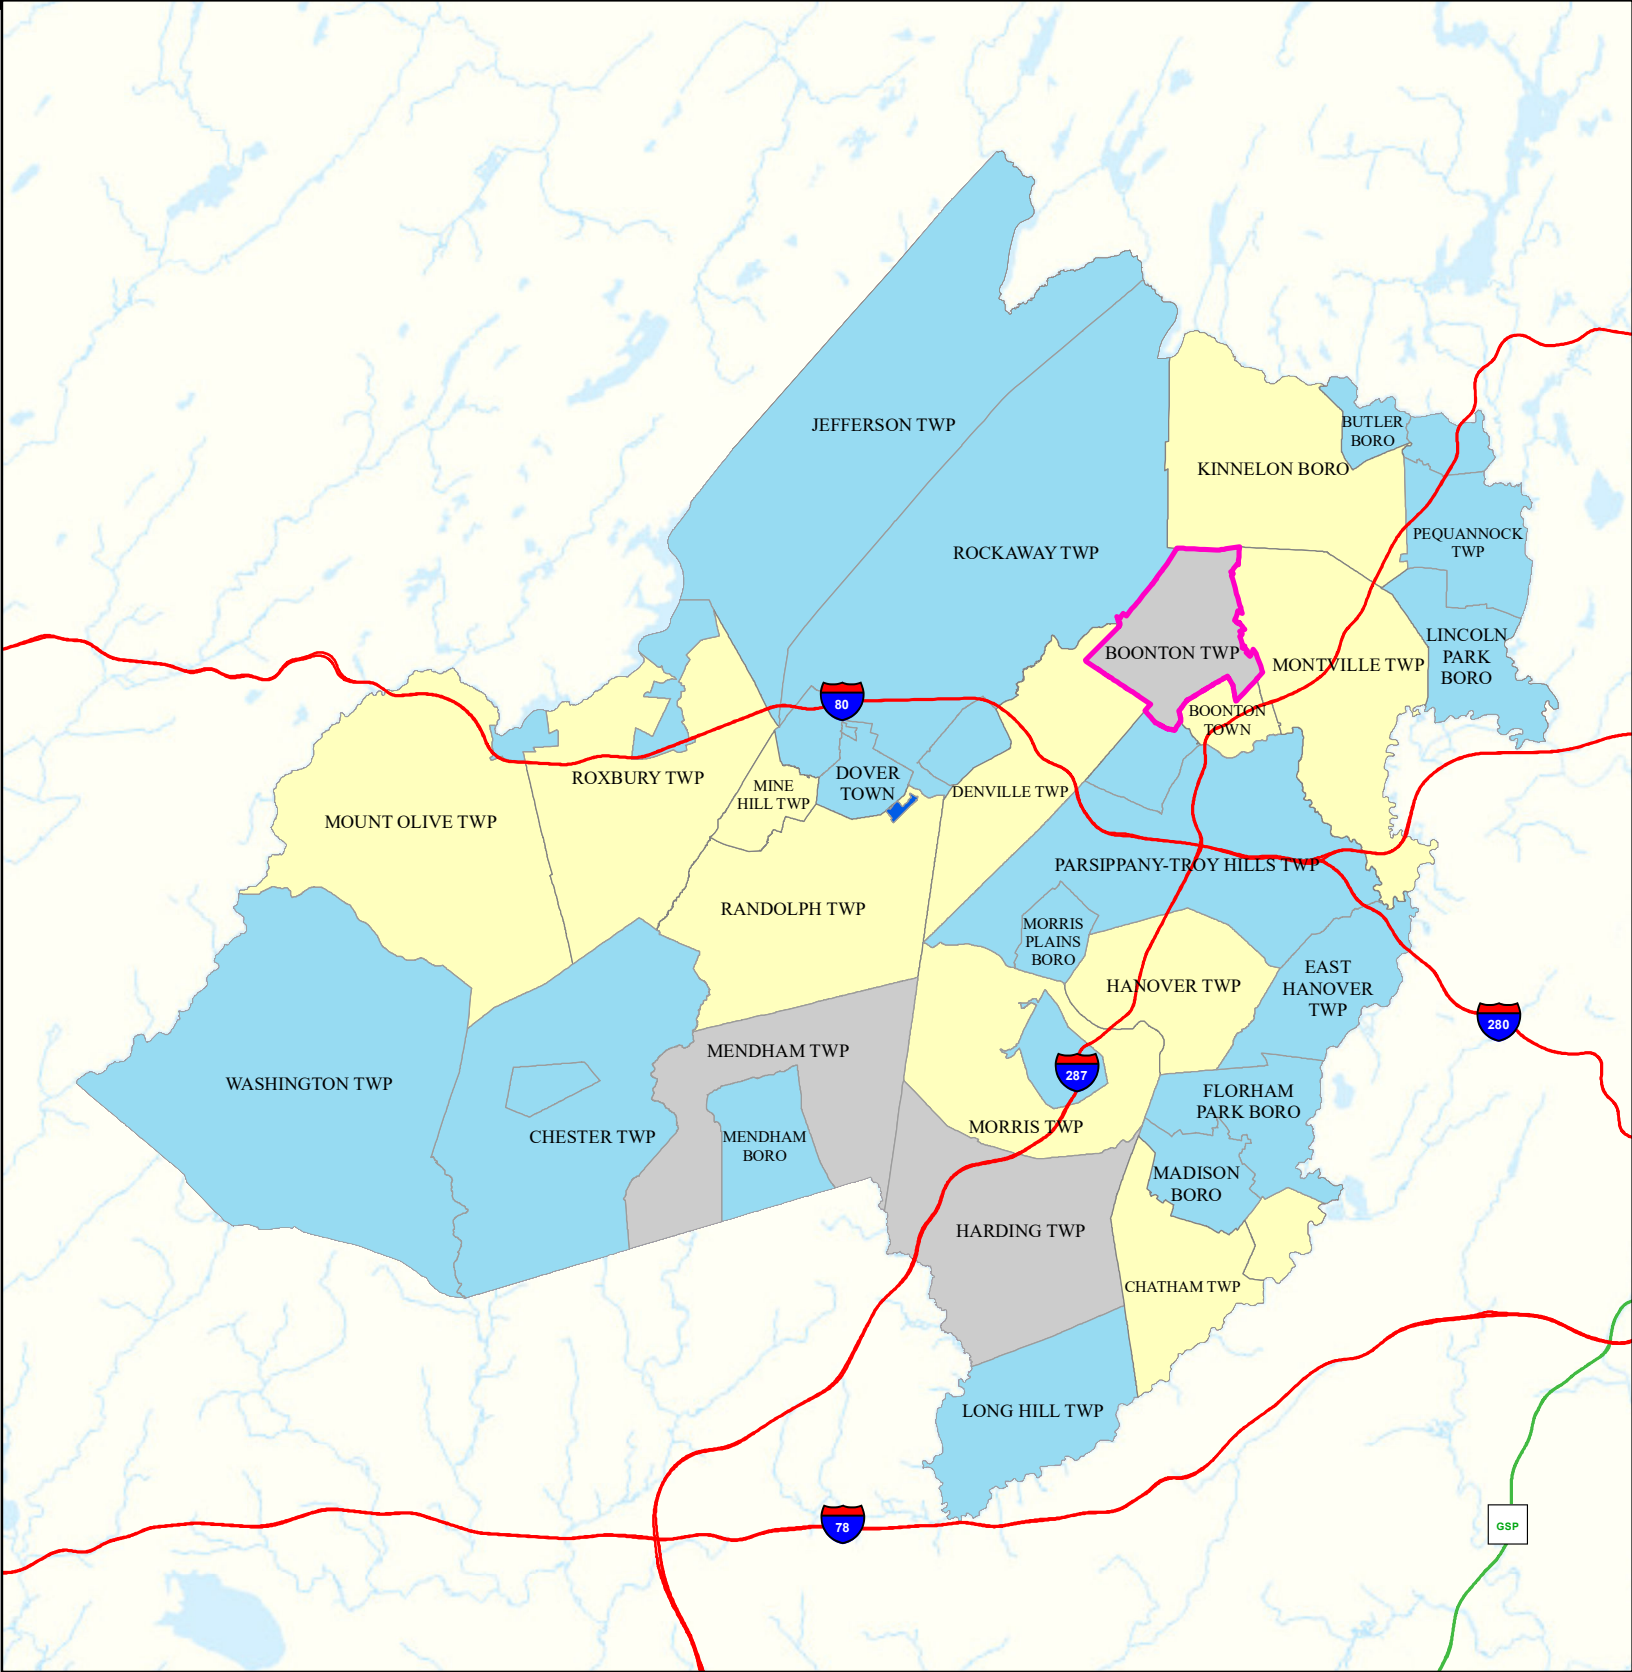 JEFFERSON TWP
BUTLER
BORO
KINNELON BORO
PEQUANNOCK
TWP
ROCKAWAY TWP
LINCOLN
PARK
BORO
BOONTON TWP
MONTVILLE TWP
80
BOONTON
TOWN
ROXBURY TWP
MINE
HILL TWP
DOVER
TOWN
DENVILLE TWP
MOUNT OLIVE TWP
PARSIPPANY-TROY HILLS TWP
RANDOLPH TWP
MORRIS
PLAINS
BORO
HANOVER TWP
EAST
HANOVER
TWP
280
MENDHAM TWP
287
WASHINGTON TWP
FLORHAM
PARK BORO
CHESTER TWP
MENDHAM
BORO
MORRIS TWP
MADISON
BORO
HARDING TWP
CHATHAM TWP
LONG HILL TWP
78
GSP